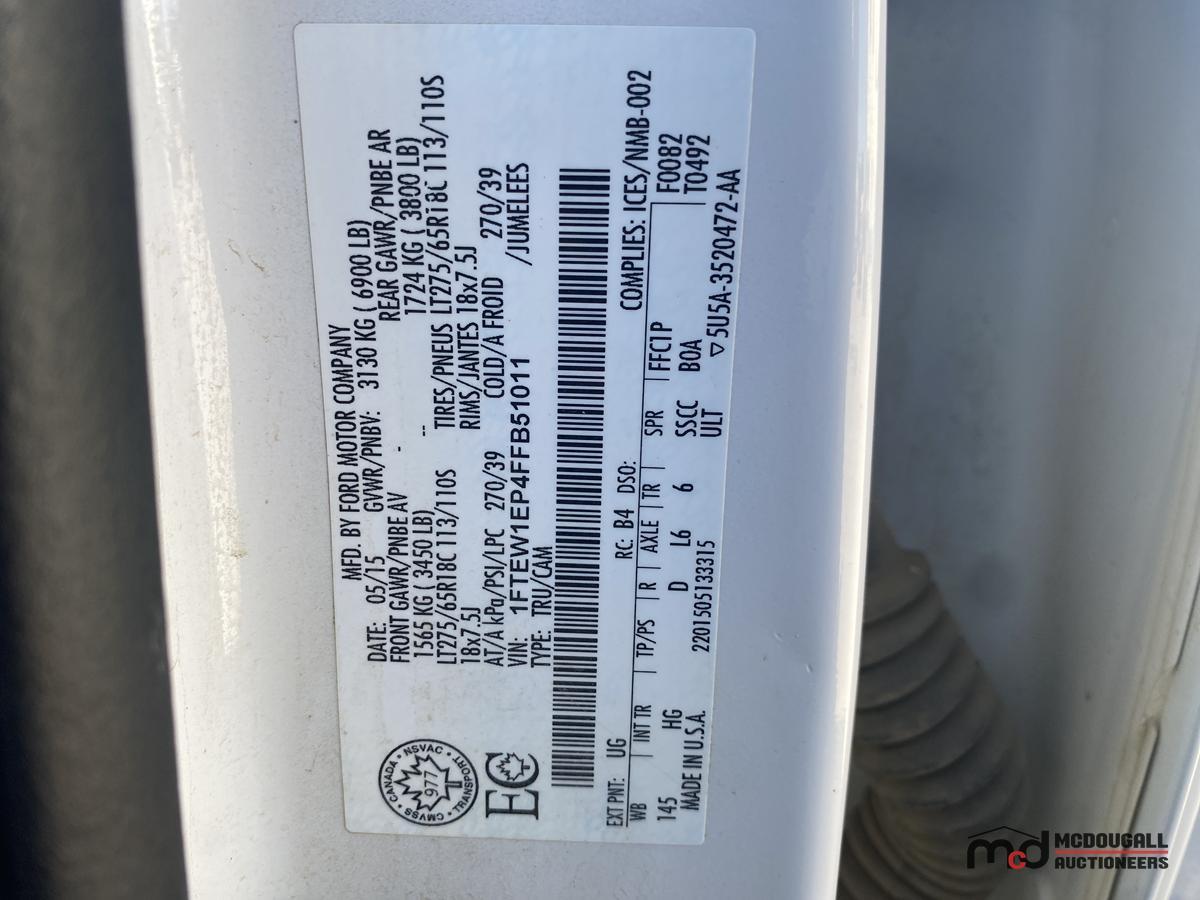 MFD. BY FORD MOTOR COMPANY
DATE: 05/15 GVWR/PNBV: 3130 KG ( 6900 LB)
FRONT GAWR/PNBE AV - REAR GAWR/PNBE AR
1565 KG ( 3450 LB) 1724 KG ( 3800 LB)
LT275/65R18C 113/110S -- TIRES/PNEUS LT275/65R18C 113/110S
18x7.5J RIMS/JANTES 18x7.5J
AT/A kPa/PSI/LPC 270/39 COLD/A FROID 270/39
VIN: 1FTEW1EP4FFB51011 /JUMELEES
TYPE: TRU/CAM
CANADA • NSVAC • TRANSPORT • CMVSS •
977
EC
EXT PNT: UG RC: B4 DSO: COMPLIES: ICES/NMB-002
WB INT TR TP/PS R AXLE TR SPR FFC1P F0082
145 HG D L6 6 SSCC B0A T0492
MADE IN U.S.A. 2201505133315 ULT ▽5U5A-3520472-AA
mcd MCDOUGALL
AUCTIONEERS